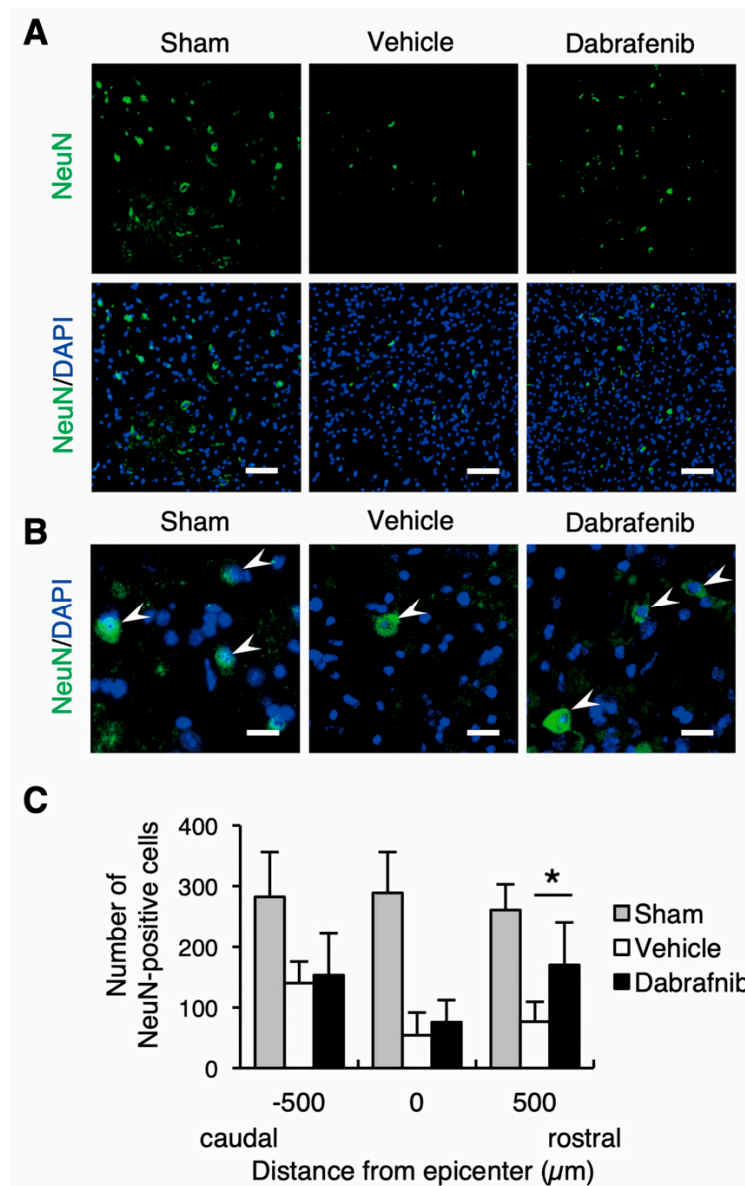 A
Sham Vehicle Dabrafenib
NeuN
NeuN/DAPI
B
Sham Vehicle Dabrafenib
NeuN/DAPI
C
Number of
NeuN-positive cells
400
300
200
100
0
*
Sham
Vehicle
Dabrafnib
-500 0 500
caudal rostral
Distance from epicenter (µm)